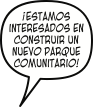 ¡ESTAMOS
INTERESADOS EN
CONSTRUIR UN
NUEVO PARQUE
COMUNITARIO!